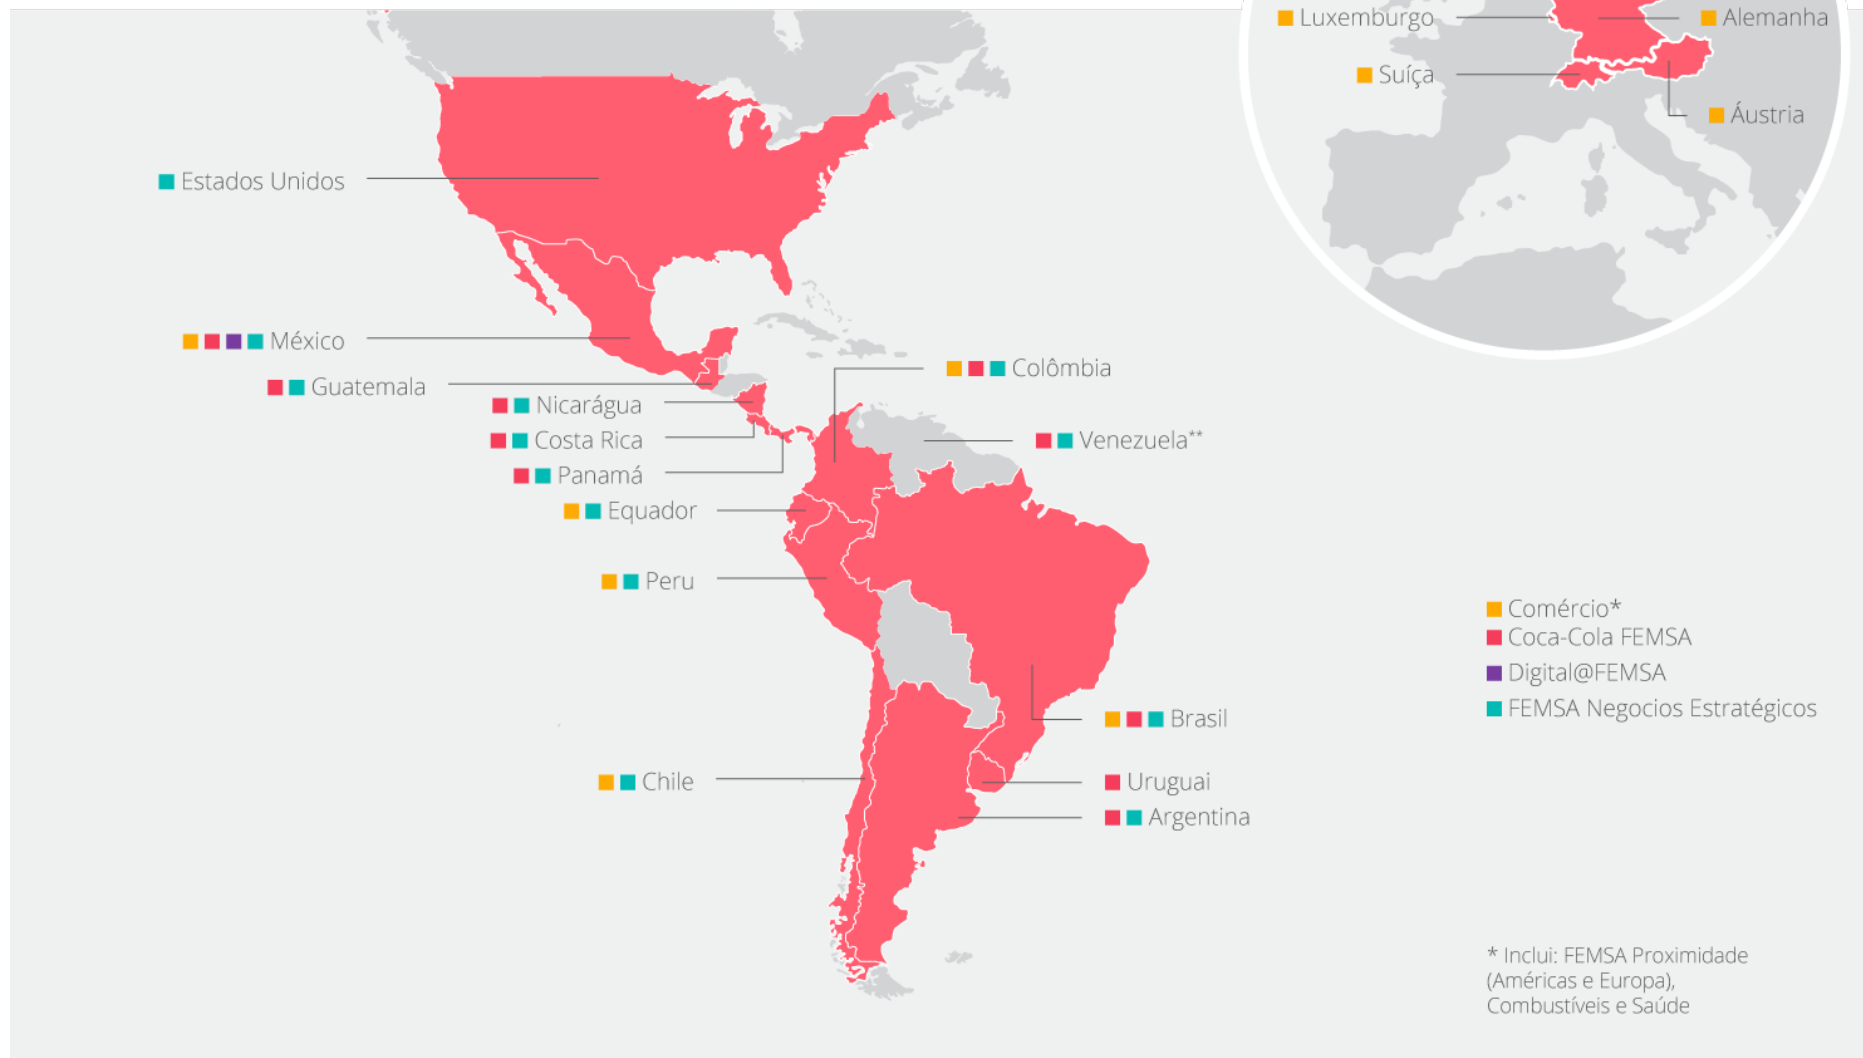 Luxemburgo
Alemanha
Suíça
Áustria
Estados Unidos
México
Guatemala
Nicarágua
Costa Rica
Panamá
Equador
Peru
Chile
Colômbia
Venezuela**
Brasil
Uruguai
Argentina
Comércio*
Coca-Cola FEMSA
Digital@FEMSA
FEMSA Negocios Estratégicos
* Inclui: FEMSA Proximidade
(Américas e Europa),
Combustíveis e Saúde